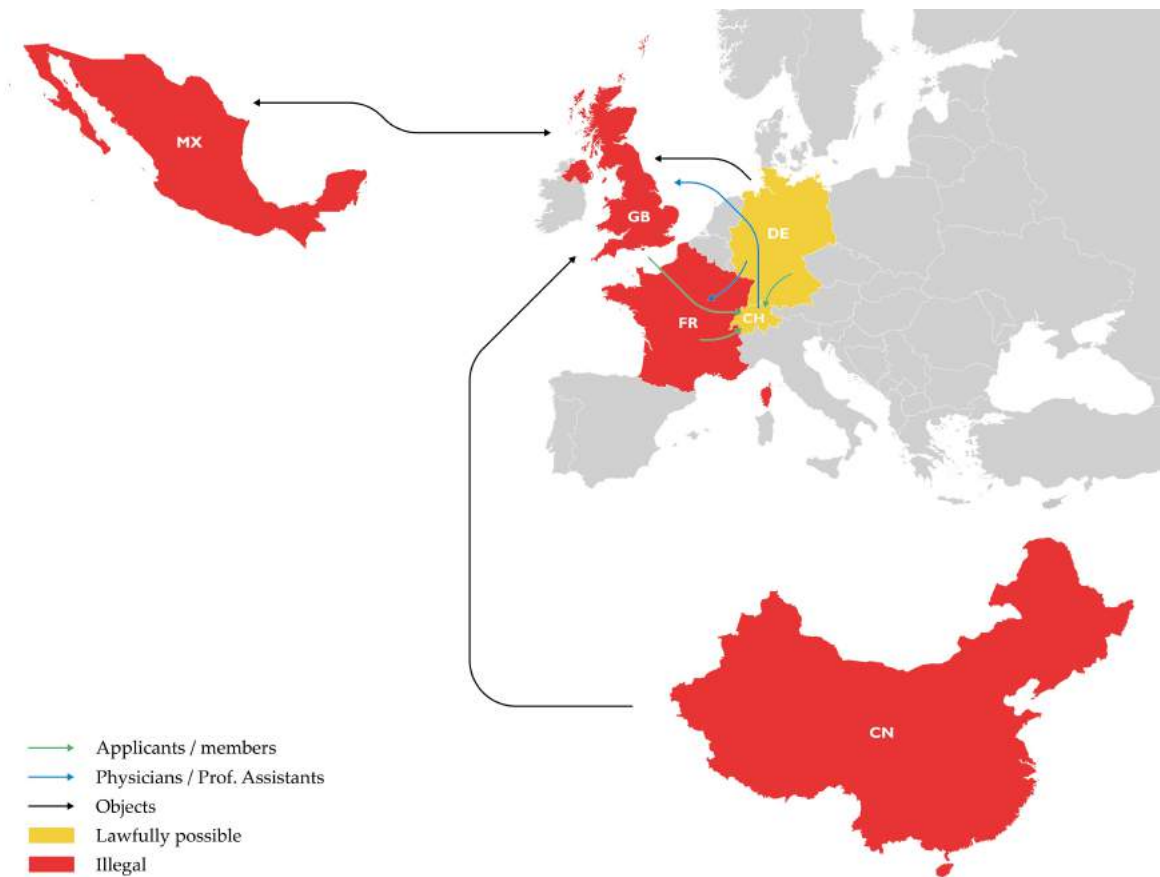 MX
GB
DE
FR
CH
CN
Applicants / members
Physicians / Prof. Assistants
Objects
Lawfully possible
Illegal